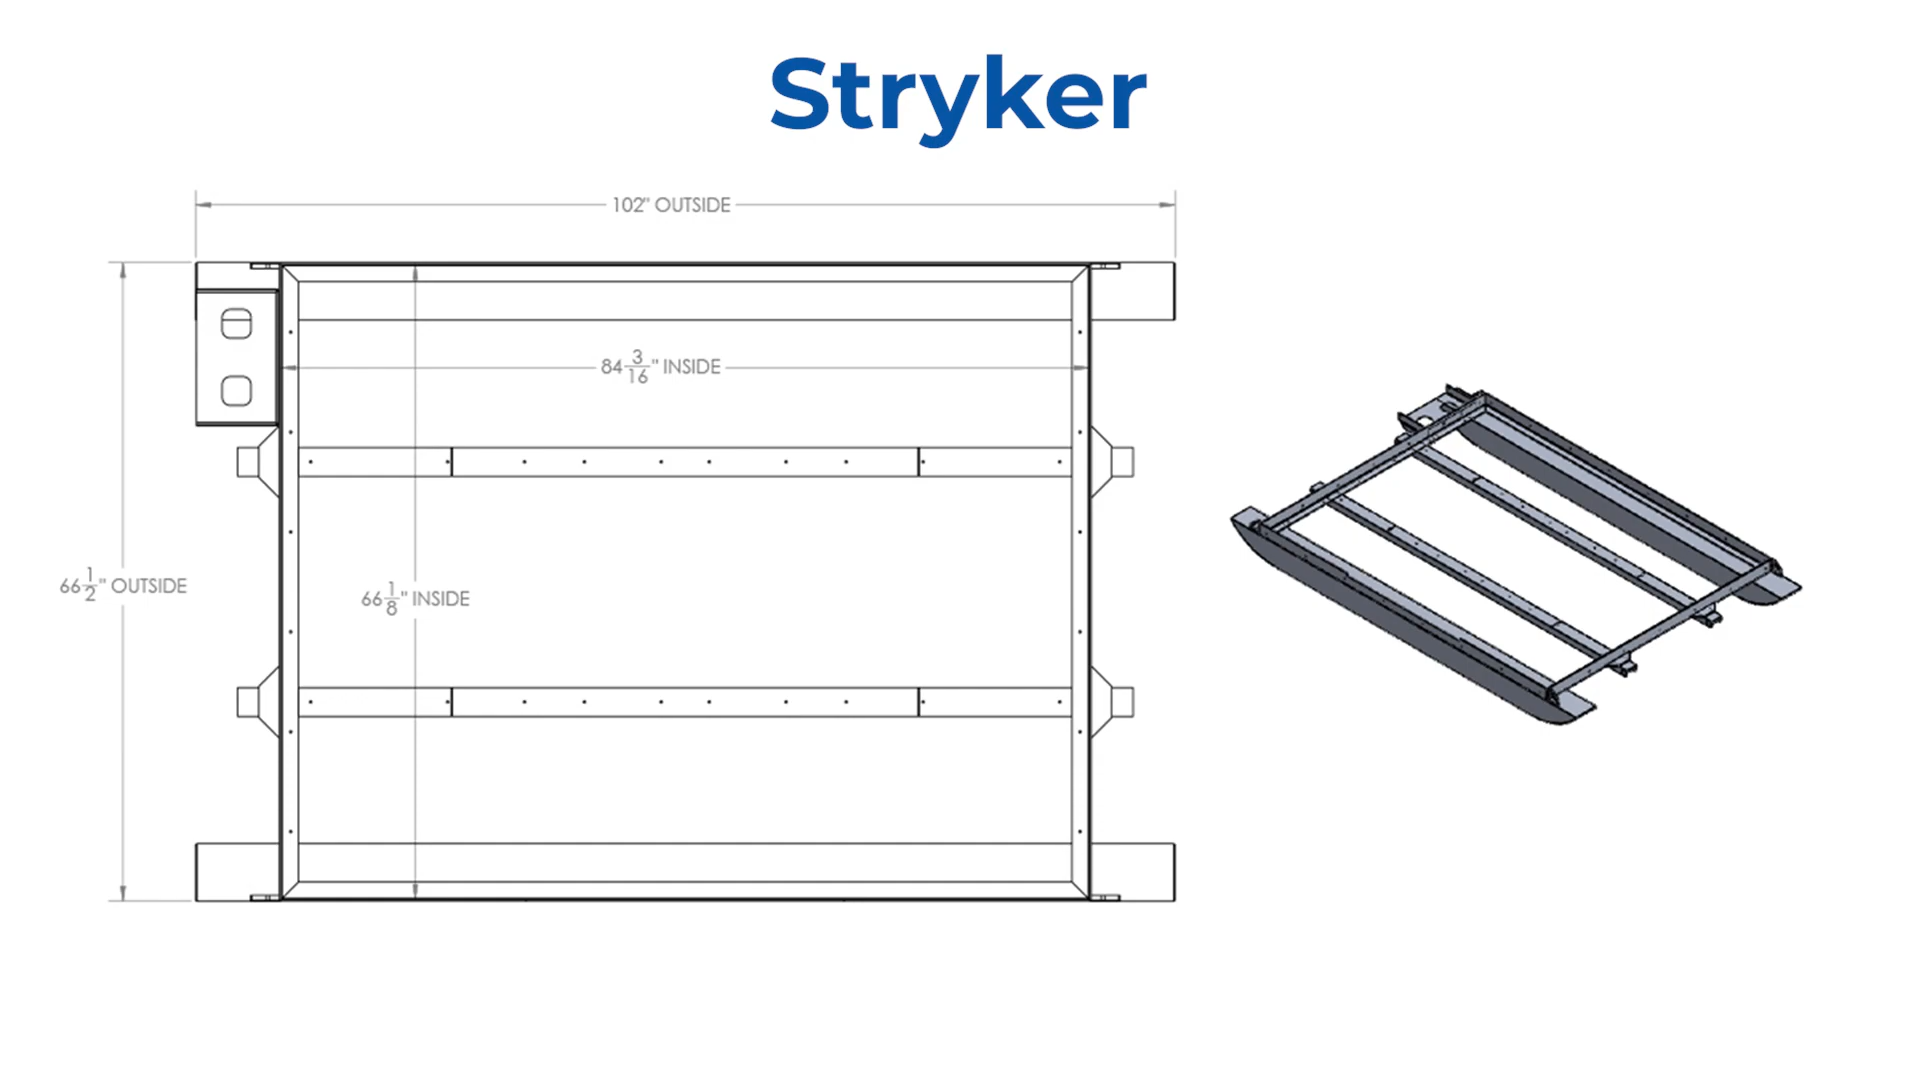 Stryker
102" OUTSIDE
84 3/16" INSIDE
66 1/2" OUTSIDE
66 1/8" INSIDE